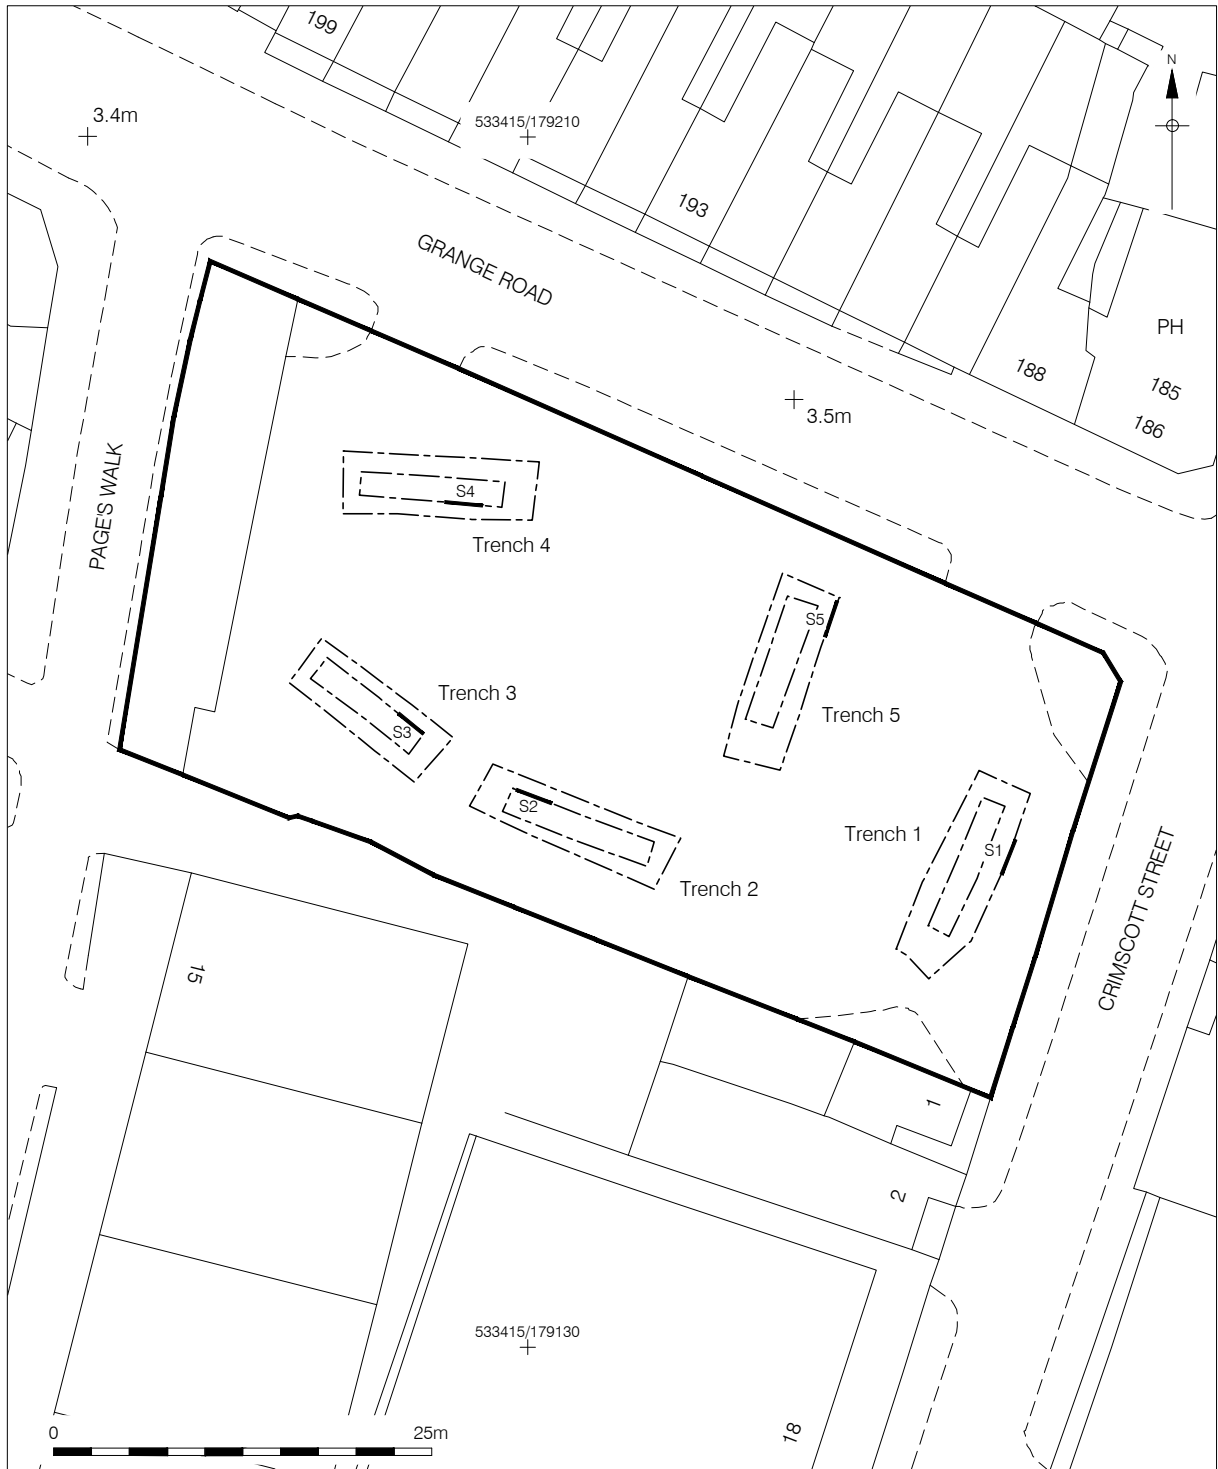 199
N
3.4m
533415/179210
193
GRANGE ROAD
PH
188
185
3.5m
186
PAGE'S WALK
S4
Trench 4
S5
Trench 3
Trench 5
S3
S2
Trench 1
S1
Trench 2
CRIMSCOTT STREET
15
1
2
533415/179130
18
0 25m